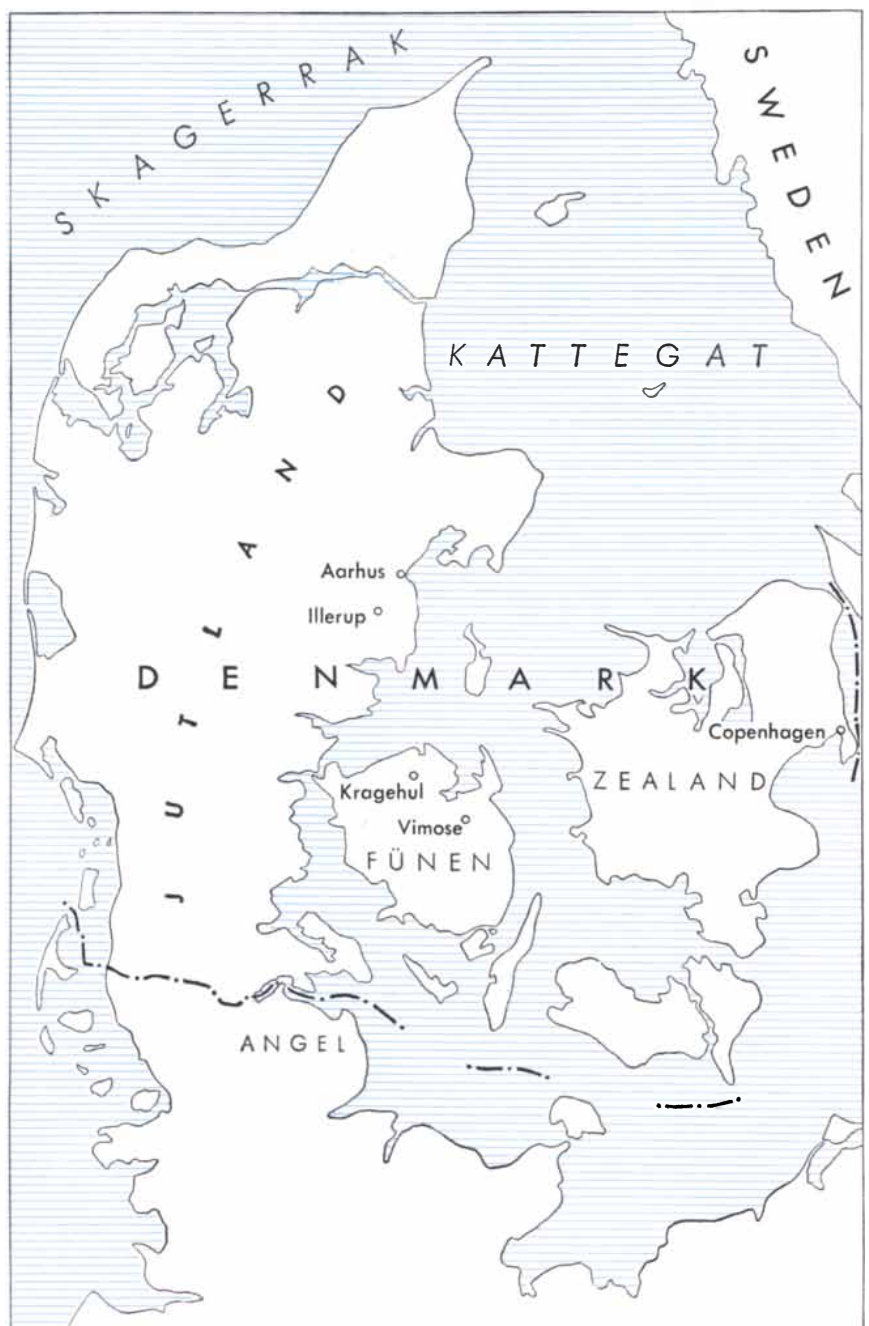 SKAGERRAK
SWEDEN
KATTEGAT
JUTLAND
Aarhus
Illerup
DENMARK
Copenhagen
Kragehul
ZEALAND
Vimose
FÜNEN
ANGEL